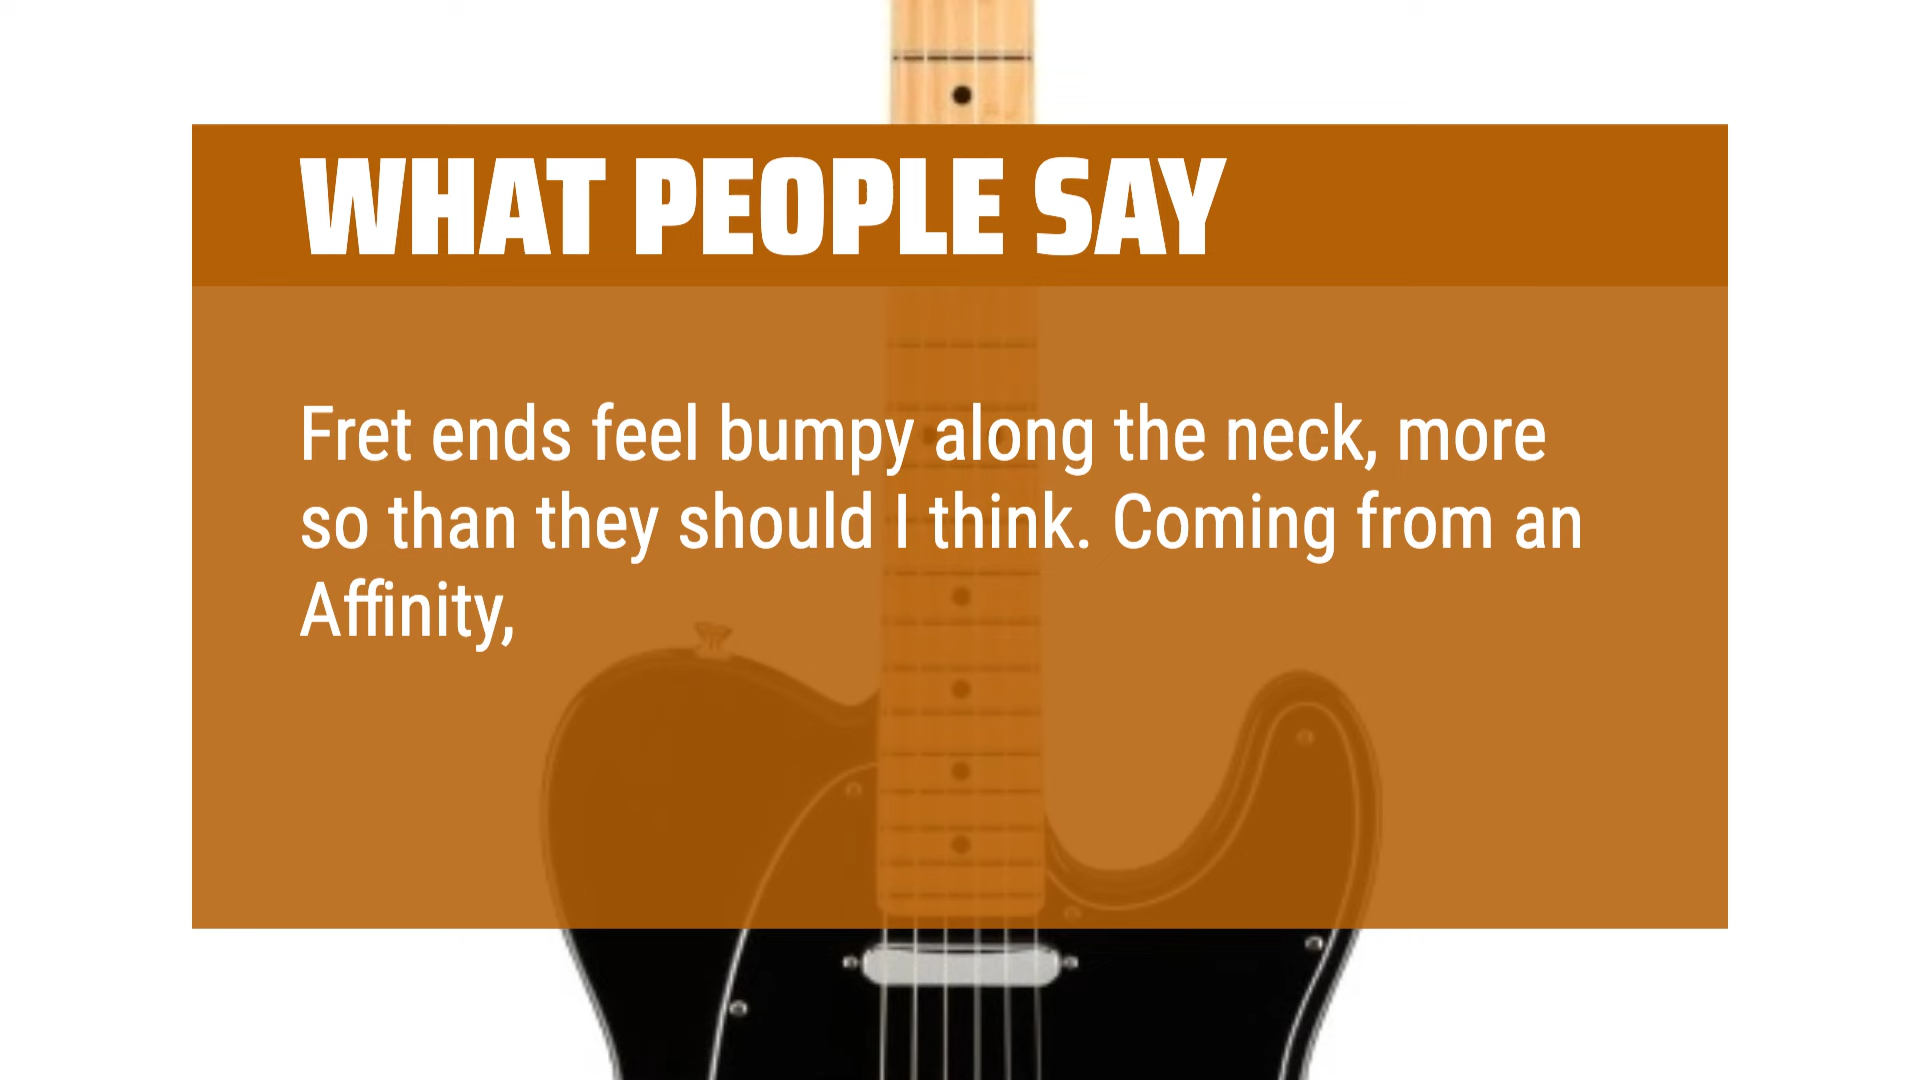 WHAT PEOPLE SAY
Fret ends feel bumpy along the neck, more
so than they should I think. Coming from an
Affinity,